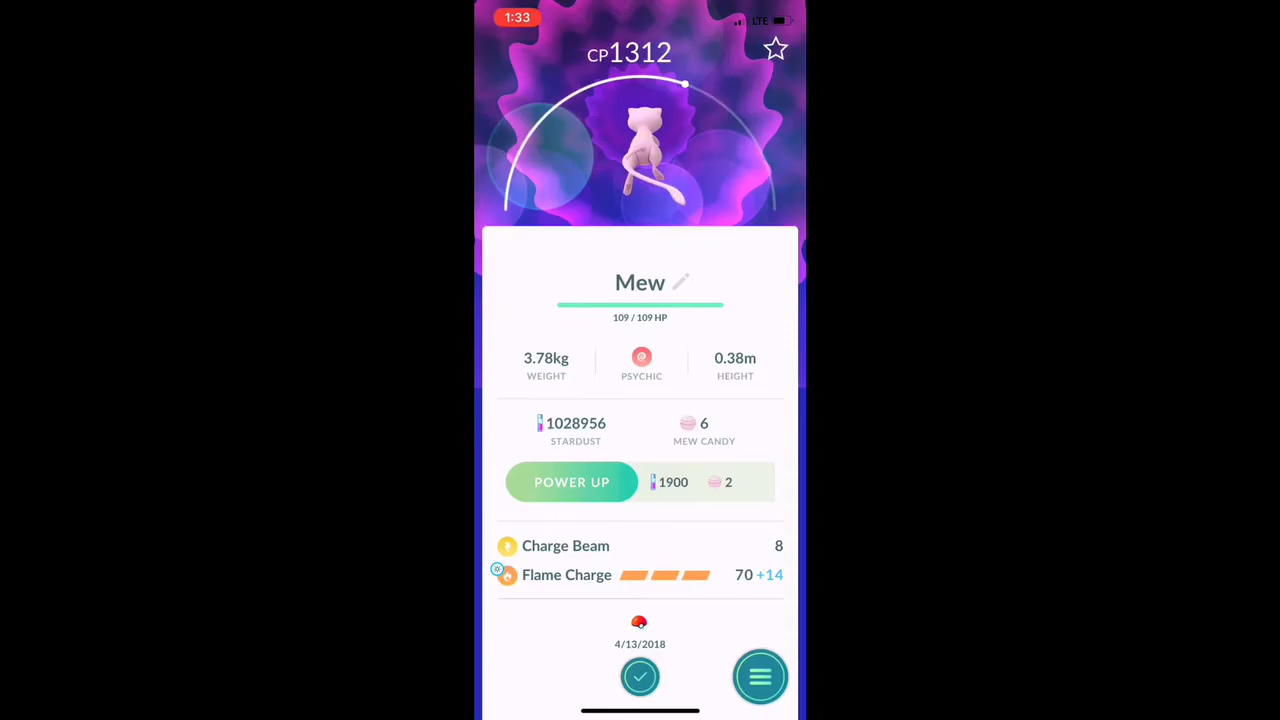 1:33
LTE
CP1312
Mew
109 / 109 HP
3.78kg
WEIGHT
PSYCHIC
0.38m
HEIGHT
1028956
STARDUST
6
MEW CANDY
POWER UP
1900
2
Charge Beam 8
Flame Charge 70 +14
4/13/2018